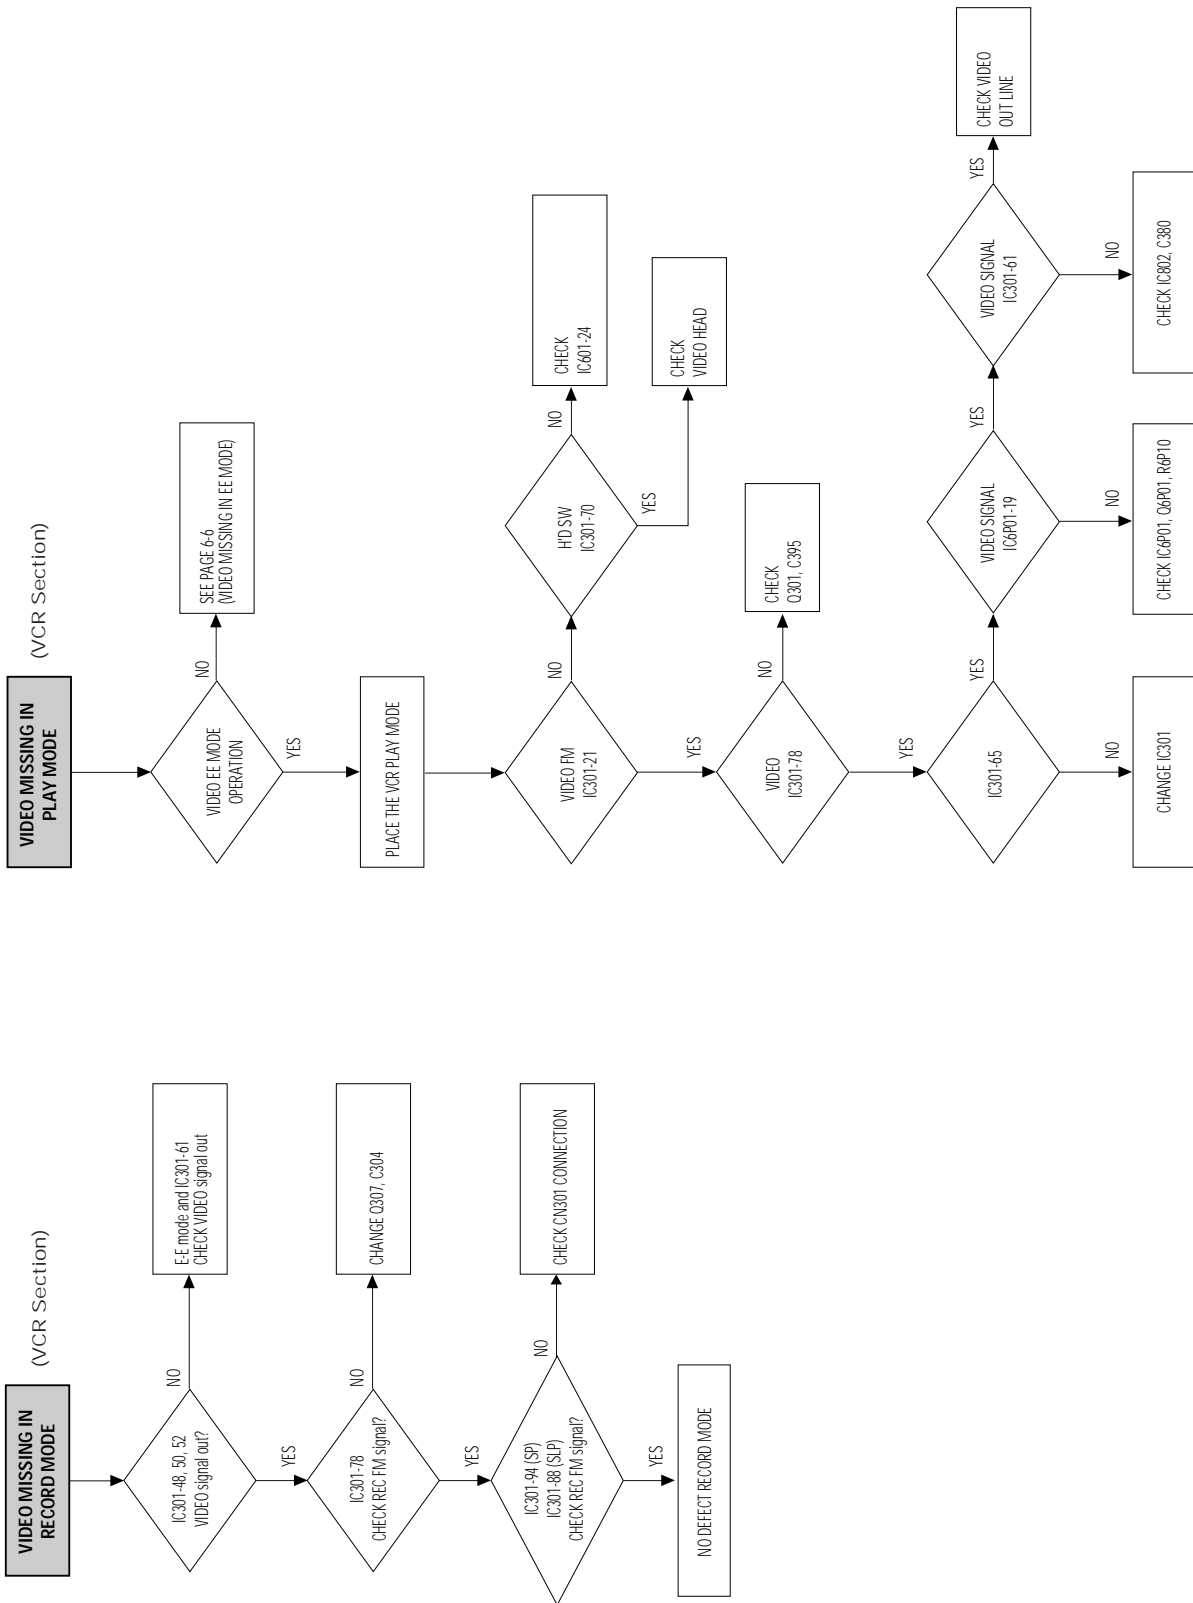 VIDEO MISSING IN
RECORD MODE
(VCR Section)
IC301-48, 50, 52
VIDEO signal out?
NO
E-E mode and IC301-61
CHECK VIDEO signal out
YES
IC301-78
CHECK REC FM signal?
NO
CHANGE Q307, C304
YES
IC301-94 (SP)
IC301-88 (SLP)
CHECK REC FM signal?
NO
CHECK CN301 CONNECTION
YES
NO DEFECT RECORD MODE
VIDEO MISSING IN
PLAY MODE
(VCR Section)
VIDEO EE MODE
OPERATION
NO
SEE PAGE 6-6
(VIDEO MISSING IN EE MODE)
YES
PLACE THE VCR PLAY MODE
VIDEO FM
IC301-21
NO
H'D SW
IC301-70
NO
CHECK
IC601-24
YES
CHECK
VIDEO HEAD
YES
VIDEO
IC301-78
NO
CHECK
Q301, C395
YES
IC301-65
YES
VIDEO SIGNAL
IC6P01-19
YES
VIDEO SIGNAL
IC301-61
YES
CHECK VIDEO
OUT LINE
NO
CHANGE IC301
NO
CHECK IC6P01, Q6P01, R6P10
NO
CHECK IC802, C380